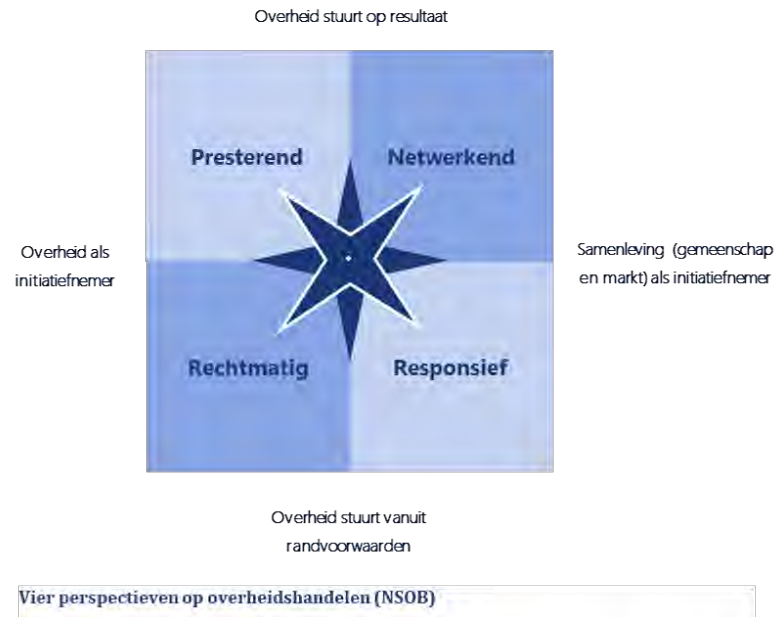 Overheid stuurt op resultaat
Presterend
Netwerkend
Overheid als
initiatiefnemer
Samenleving (gemeenschap
en markt) als initiatiefnemer
Rechtmatig
Responsief
Overheid stuurt vanuit
randvoorwaarden
Vier perspectieven op overheidshandelen (NSOB)